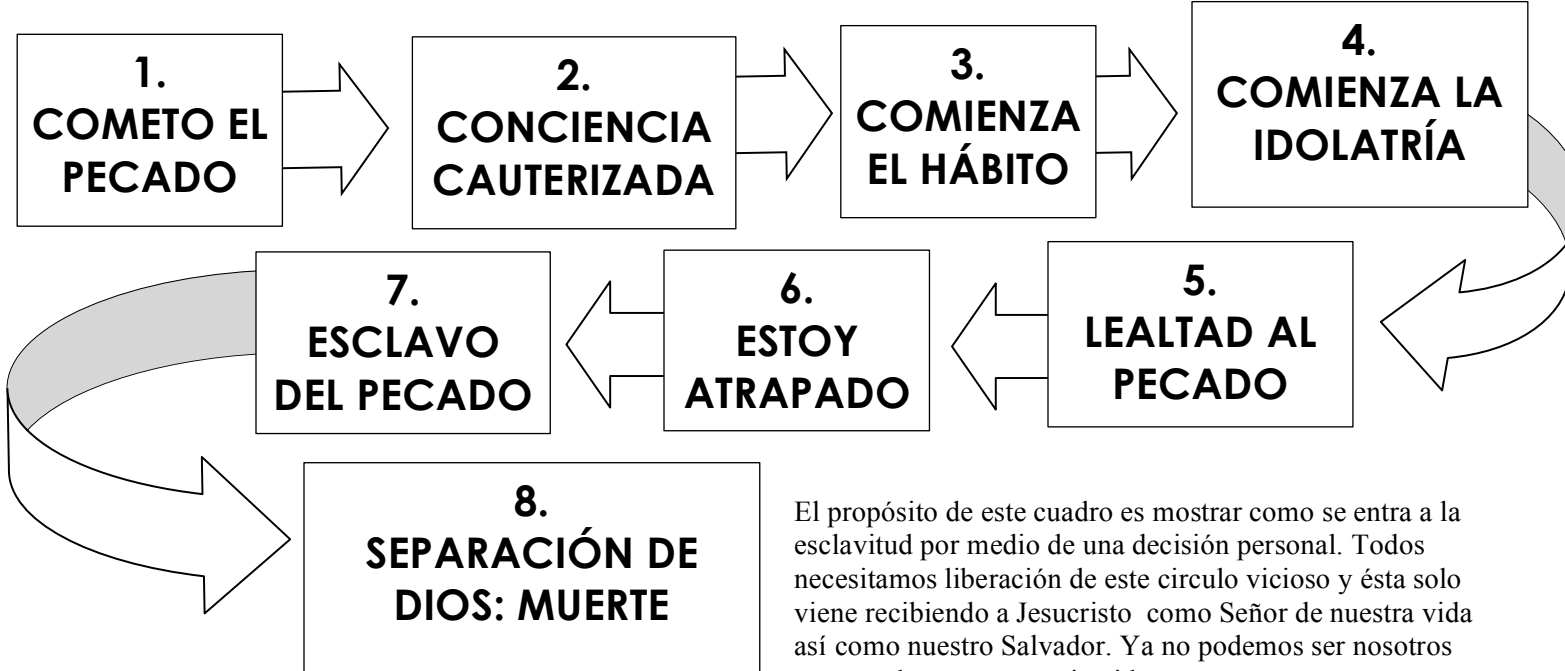 1.
COMETO EL
PECADO
2.
CONCIENCIA
CAUTERIZADA
3.
COMIENZA
EL HÁBITO
4.
COMIENZA LA
IDOLATRÍA
5.
LEALTAD AL
PECADO
6.
ESTOY
ATRAPADO
7.
ESCLAVO
DEL PECADO
8.
SEPARACIÓN DE
DIOS: MUERTE
El propósito de este cuadro es mostrar como se entra a la
esclavitud por medio de una decisión personal. Todos
necesitamos liberación de este circulo vicioso y ésta solo
viene recibiendo a Jesucristo como Señor de nuestra vida
así como nuestro Salvador. Ya no podemos ser nosotros